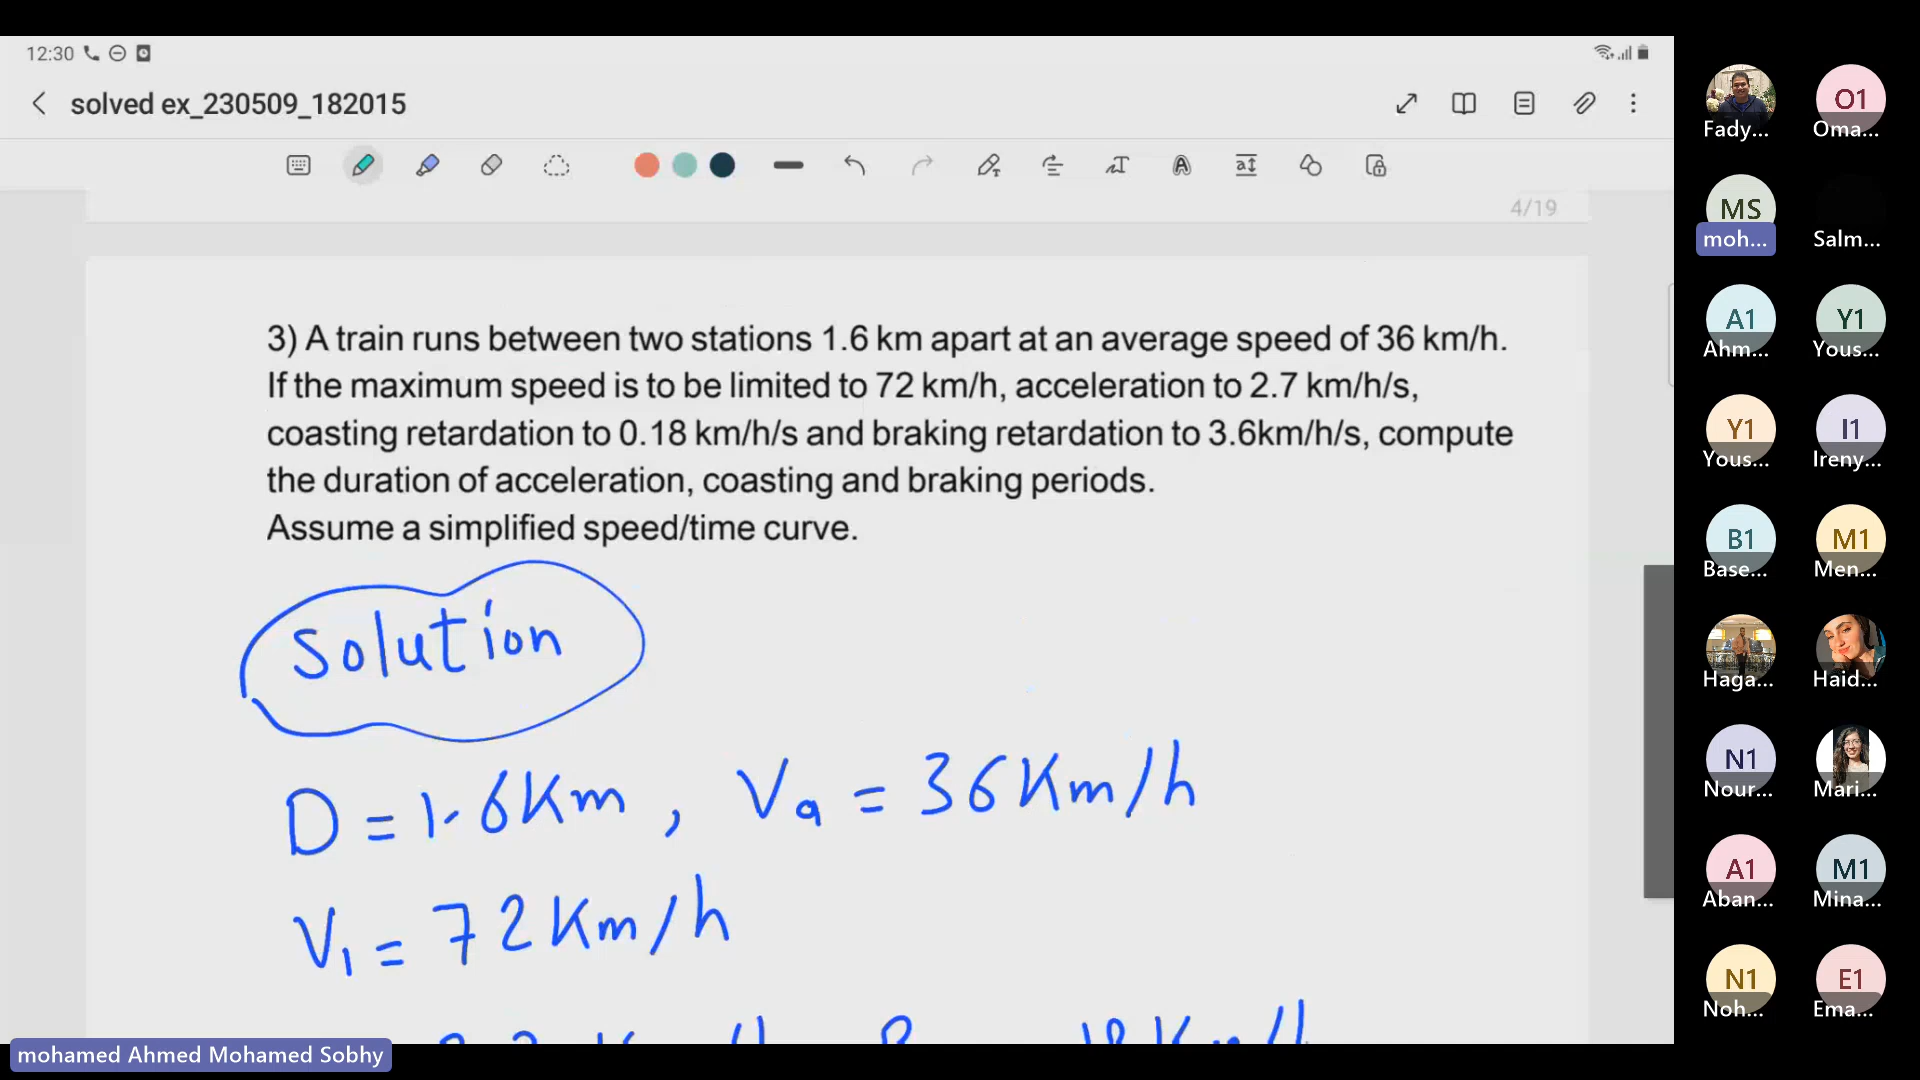 12:30
solved ex_230509_182015
4/19
3) A train runs between two stations 1.6 km apart at an average speed of 36 km/h.
If the maximum speed is to be limited to 72 km/h, acceleration to 2.7 km/h/s,
coasting retardation to 0.18 km/h/s and braking retardation to 3.6km/h/s, compute
the duration of acceleration, coasting and braking periods.
Assume a simplified speed/time curve.
Solution
D = 1.6 Km , Va = 36 Km/h
V1 = 72 Km/h
mohamed Ahmed Mohamed Sobhy
Fady...
O1
Oma...
MS
moh...
Salm...
A1
Ahm...
Y1
Yous...
Y1
Yous...
I1
Ireny...
B1
Base...
M1
Men...
Haga...
Haid...
N1
Nour...
Mari...
A1
Aban...
M1
Mina...
N1
Noh...
E1
Ema...